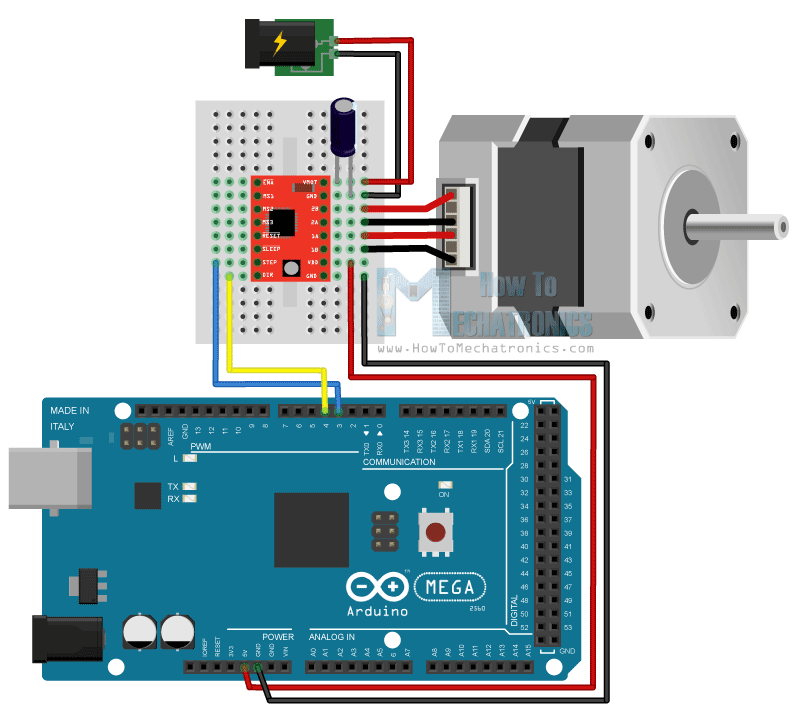 ENA VMOT
MS1 GND
MS2 2B
MS3 2A
RESET 1A
SLEEP 1B
STEP VDD
DIR GND
How To
MECHATRONICS
www.HowToMechatronics.com
MADE IN
ITALY
AREF
GND
13
12
11
10
9
8
7
6
5
4
3
2
TX0 1
RX0 0
TX3 14
RX3 15
TX2 16
RX2 17
TX1 18
RX1 19
SDA 20
SCL 21
PWM
COMMUNICATION
L
TX
RX
ON
5V
22
24
26
28
30 31
32 33
34 35
36 37
38 39
40 41
42 43
44 45
46 47
48 49
50 51
52 53
GND
DIGITAL
TM
Arduino
MEGA
2560
POWER
ANALOG IN
IOREF
RESET
3V3
5V
GND
GND
VIN
A0
A1
A2
A3
A4
A5
6
A7
A8
A9
A10
A11
A12
A13
A14
A15